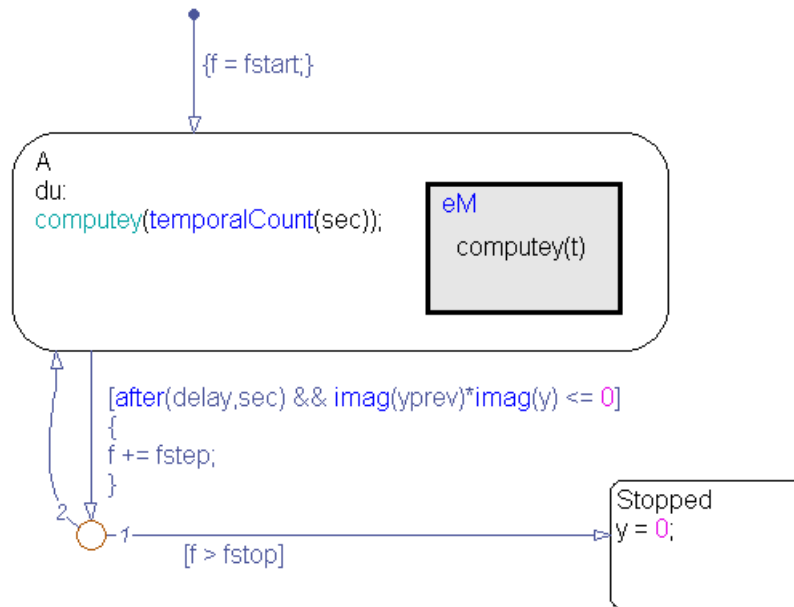 {f = fstart;}
A
du:
computey(temporalCount(sec));
eM
computey(t)
[after(delay,sec) && imag(yprev)*imag(y) <= 0]
{
f += fstep;
}
2
1
[f > fstop]
Stopped
y = 0;